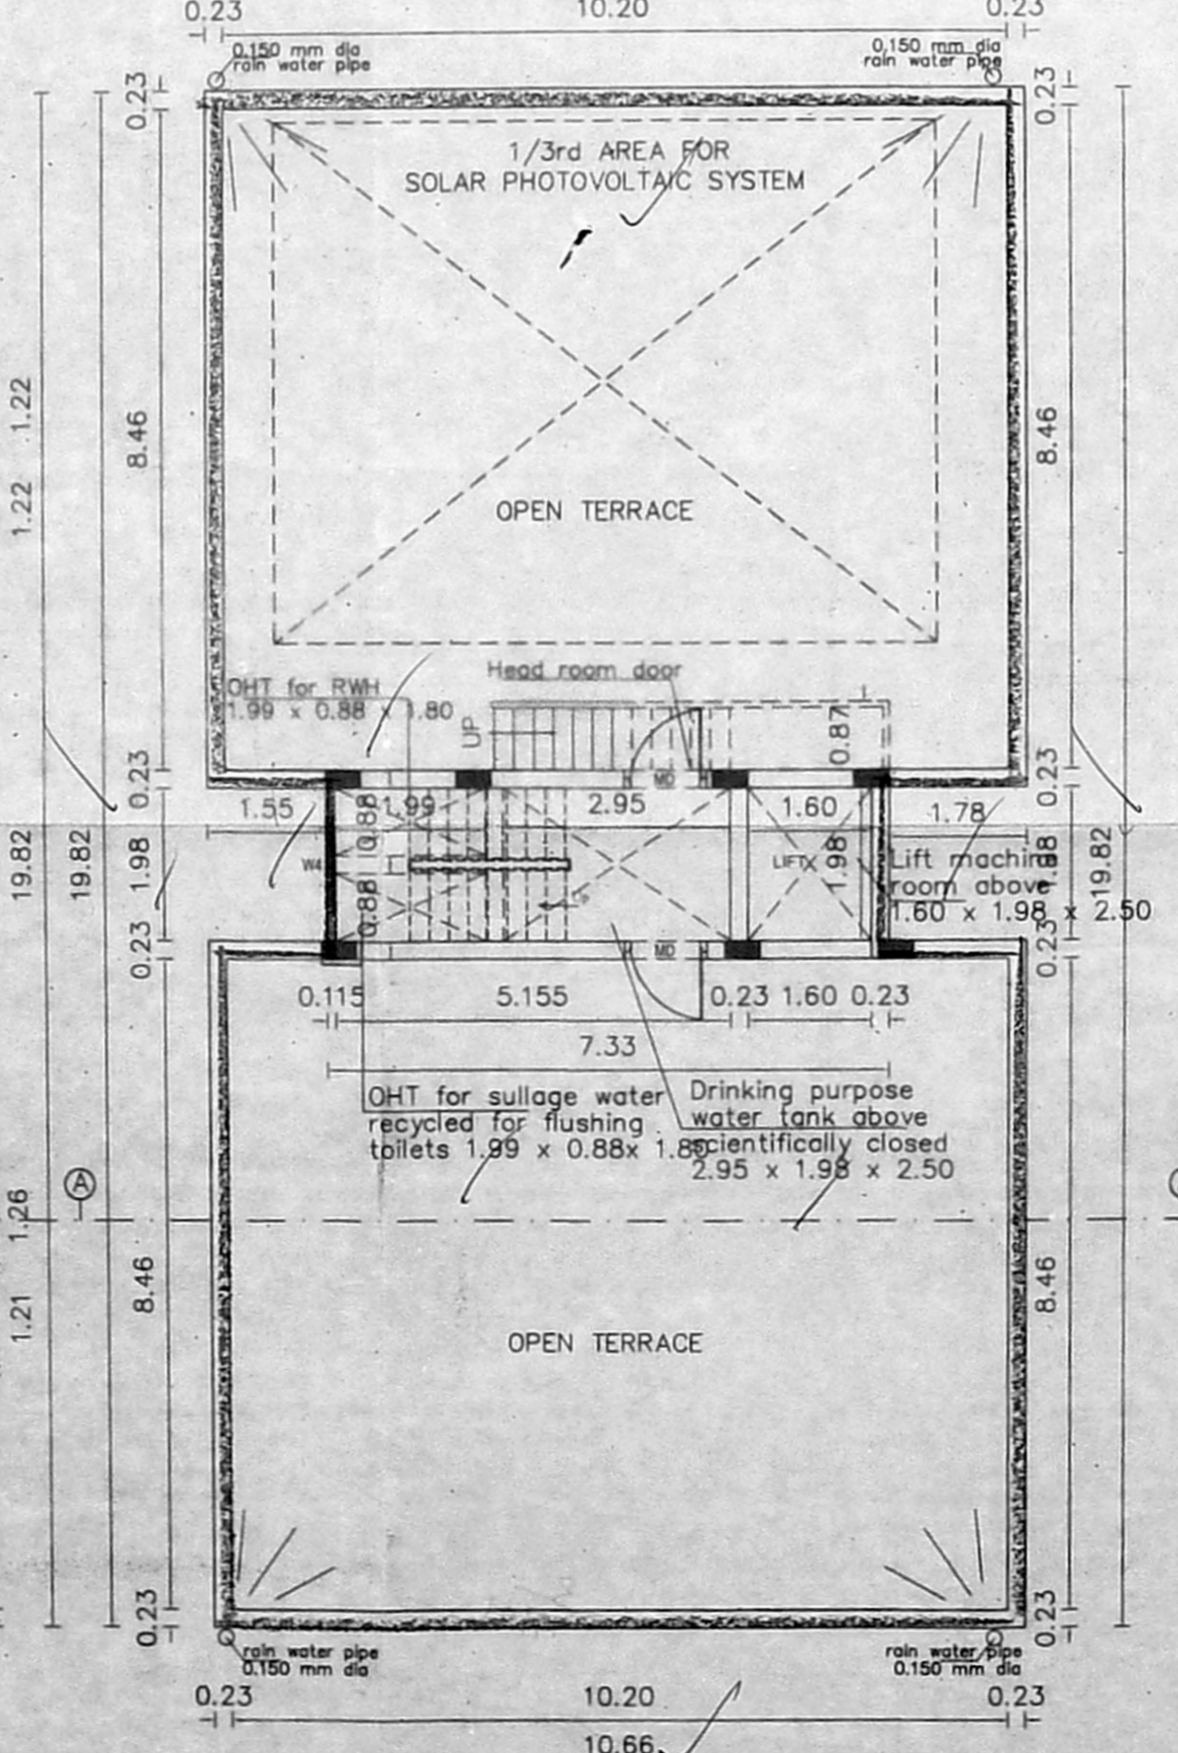 0.23
10.20
0.23
0.150 mm dia
rain water pipe
0.150 mm dia
rain water pipe
0.23
0.23
1/3rd AREA FOR
SOLAR PHOTOVOLTAIC SYSTEM
1.22
1.22
8.46
8.46
OPEN TERRACE
Head room door
OHT for RWH
1.99 x 0.88 x 1.80
UP
0.87
0.23
MD
0.23
1.55
0.88
1.99
2.95
1.60
1.78
19.82
19.82
1.98
W4
LIFT
1.98
Lift machine
room above
1.60 x 1.98 x 2.50
19.82
0.88
0.23
MD
0.23
0.115
5.155
0.23
1.60
0.23
7.33
OHT for sullage water
recycled for flushing
toilets 1.99 x 0.88x 1.80
Drinking purpose
water tank above
scientifically closed
2.95 x 1.98 x 2.50
A
1.26
1.21
8.46
8.46
OPEN TERRACE
0.23
0.23
rain water pipe
0.150 mm dia
rain water pipe
0.150 mm dia
0.23
10.20
0.23
10.66